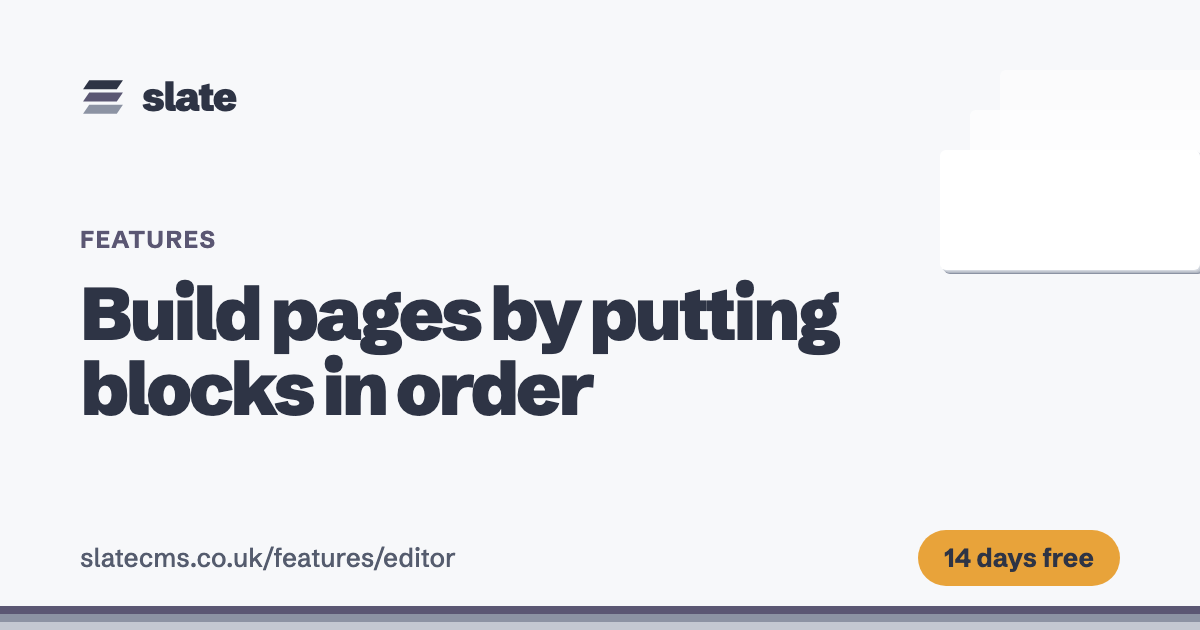 slate
FEATURES
Build pages by putting
blocks in order
slatecms.co.uk/features/editor
14 days free